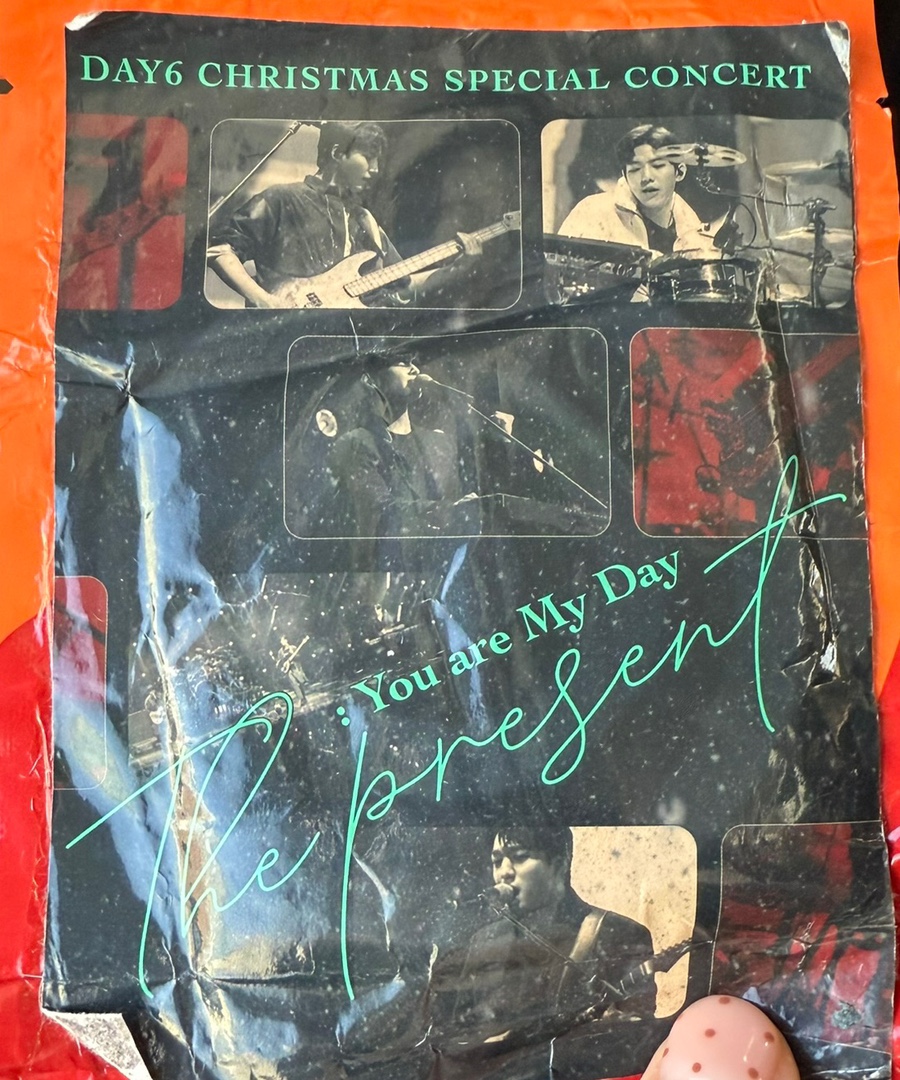 DAY6 CHRISTMAS SPECIAL CONCERT
: You are My Day
The present